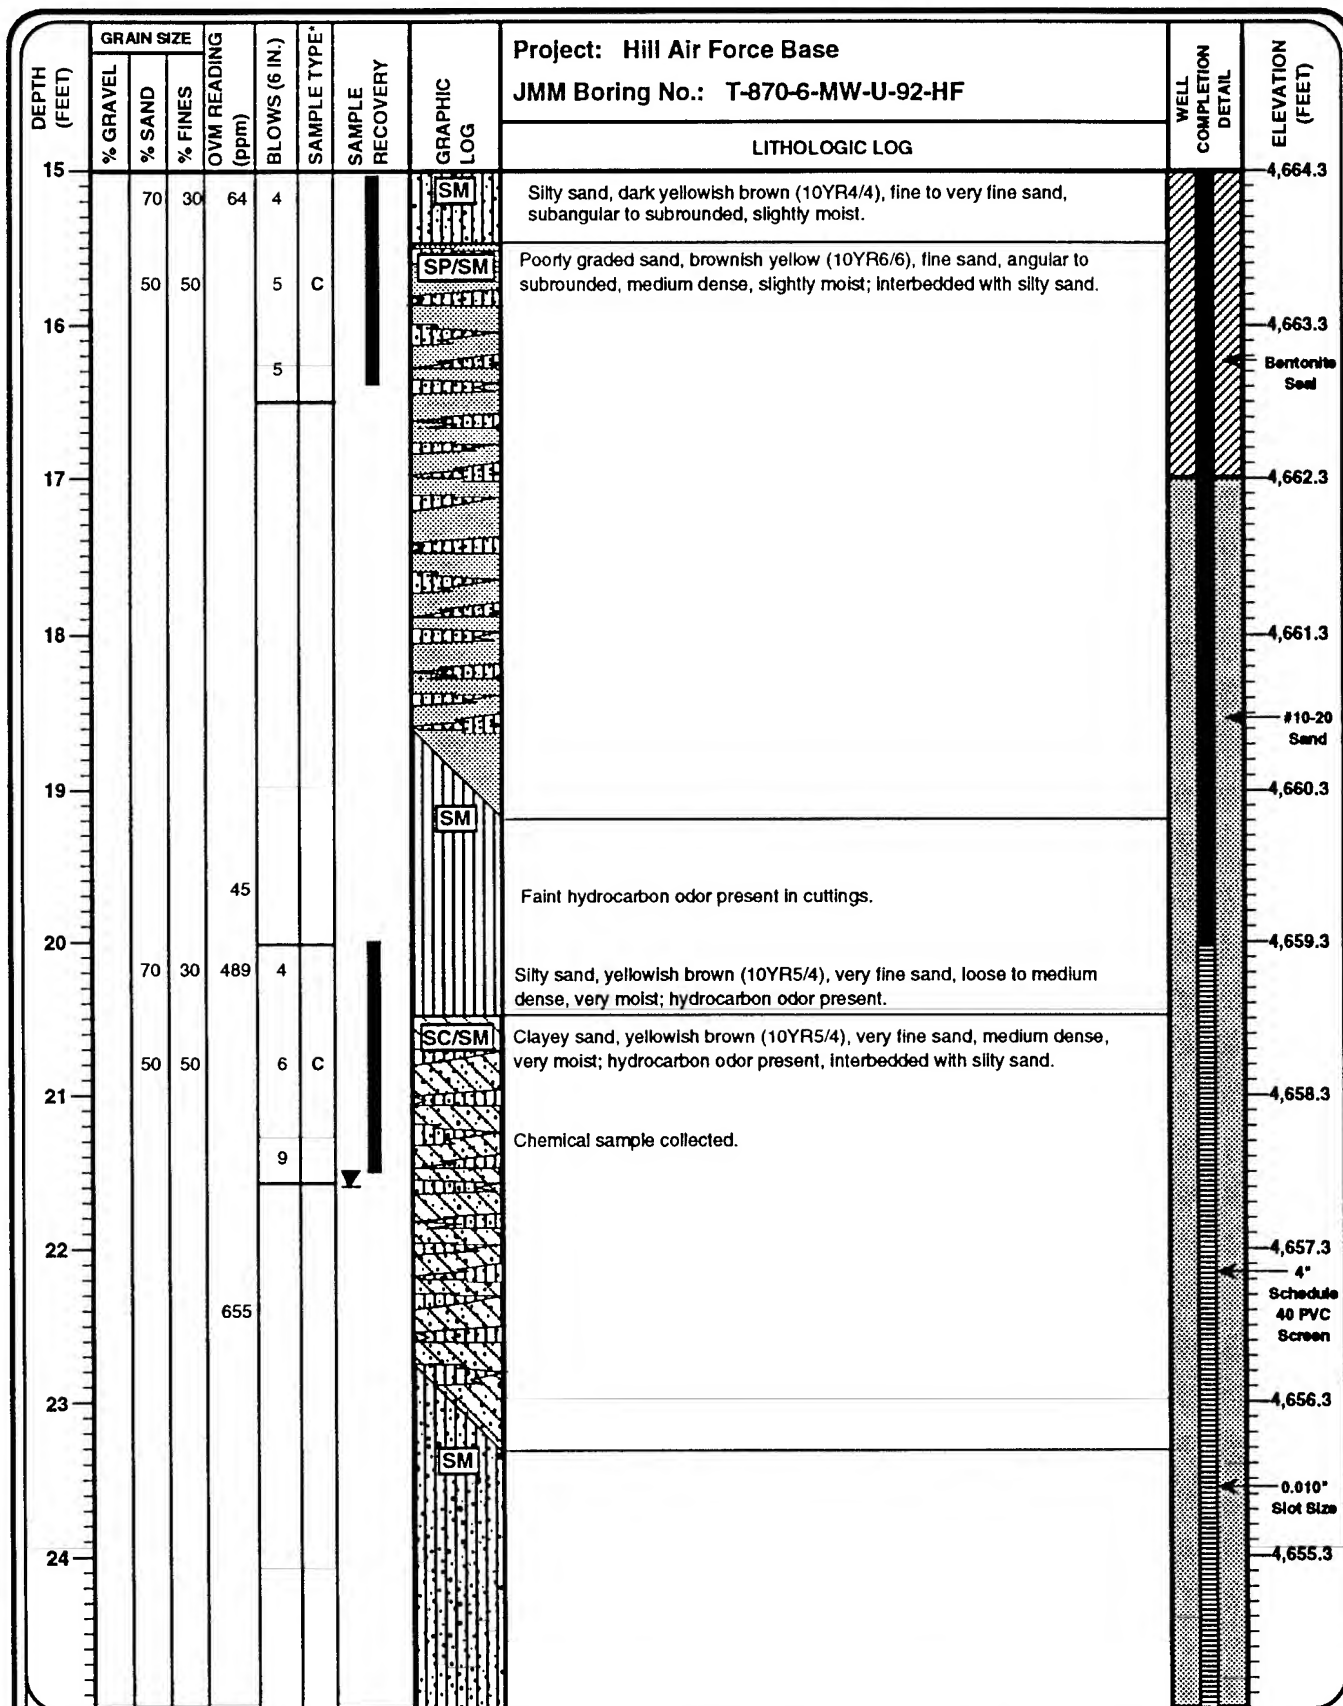 Project: Hill Air Force Base
JMM Boring No.: T-870-6-MW-U-92-HF
DEPTH
(FEET)
GRAIN SIZE
% GRAVEL
% SAND
% FINES
OVM READING
(ppm)
BLOWS (6 IN.)
SAMPLE TYPE*
SAMPLE
RECOVERY
GRAPHIC
LOG
LITHOLOGIC LOG
WELL
COMPLETION
DETAIL
ELEVATION
(FEET)
15
4,664.3
70 30 64 4
SM
Silty sand, dark yellowish brown (10YR4/4), fine to very fine sand,
subangular to subrounded, slightly moist.
SP/SM
Poorly graded sand, brownish yellow (10YR6/6), fine sand, angular to
subrounded, medium dense, slightly moist; interbedded with silty sand.
50 50 5 C
16
4,663.3
5
Bentonite
Seal
17
4,662.3
18
4,661.3
#10-20
Sand
19
4,660.3
SM
45
Faint hydrocarbon odor present in cuttings.
20
4,659.3
70 30 489 4
Silty sand, yellowish brown (10YR5/4), very fine sand, loose to medium
dense, very moist; hydrocarbon odor present.
SC/SM
Clayey sand, yellowish brown (10YR5/4), very fine sand, medium dense,
very moist; hydrocarbon odor present, interbedded with silty sand.
50 50 6 C
21
4,658.3
Chemical sample collected.
9
22
4,657.3
4"
Schedule
40 PVC
Screen
655
23
4,656.3
SM
0.010"
Slot Size
24
4,655.3